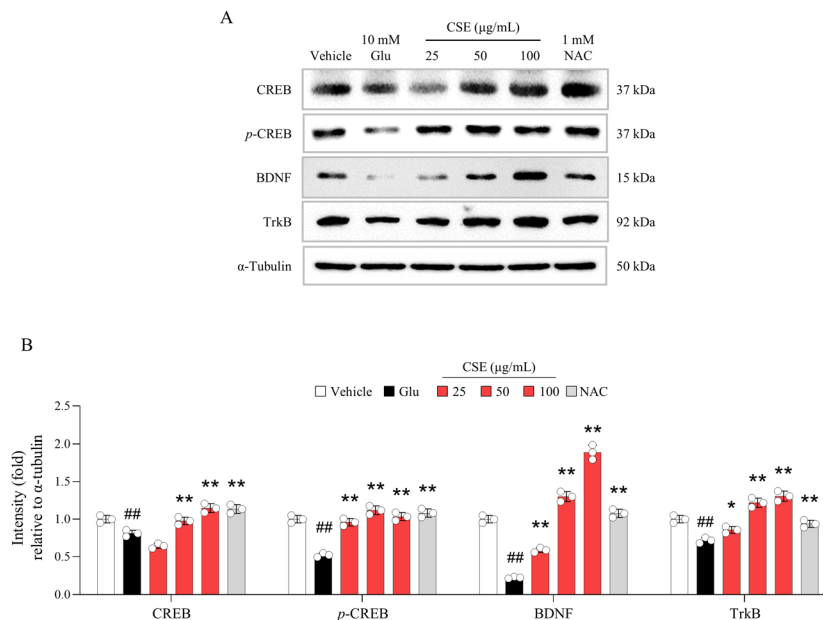 A
CSE (μg/mL)
10 mM
1 mM
Vehicle
Glu
25
50
100
NAC
CREB
37 kDa
p-CREB
37 kDa
BDNF
15 kDa
TrkB
92 kDa
α-Tubulin
50 kDa
B
CSE (μg/mL)
Vehicle
Glu
25
50
100
NAC
Intensity (fold)
relative to α-tubulin
2.5
2.0
1.5
1.0
0.5
0.0
##
**
**
**
##
**
**
**
**
##
**
**
**
**
##
*
**
**
**
CREB
p-CREB
BDNF
TrkB